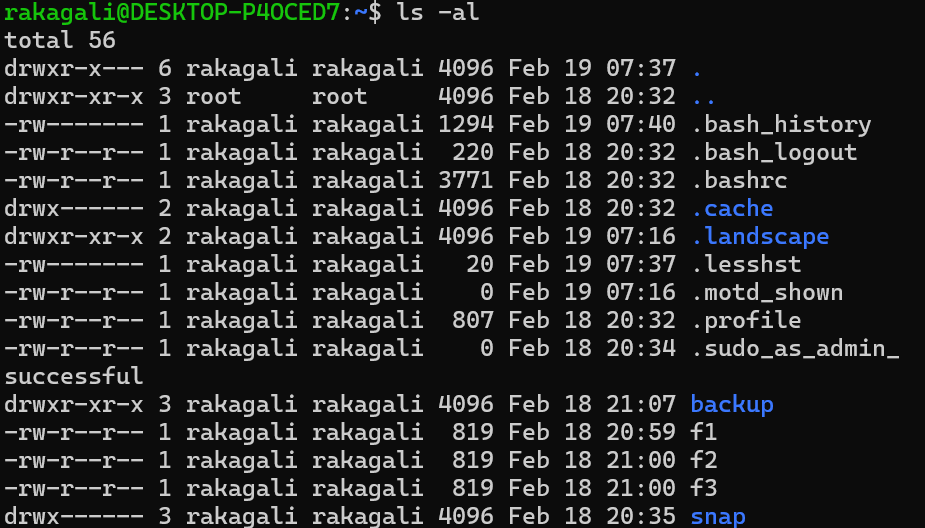 rakagali@DESKTOP-P4OCED7:~$ ls -al
total 56
drwxr-x--- 6 rakagali rakagali 4096 Feb 19 07:37 .
drwxr-xr-x 3 root     root     4096 Feb 18 20:32 ..
-rw------- 1 rakagali rakagali 1294 Feb 19 07:40 .bash_history
-rw-r--r-- 1 rakagali rakagali  220 Feb 18 20:32 .bash_logout
-rw-r--r-- 1 rakagali rakagali 3771 Feb 18 20:32 .bashrc
drwx------ 2 rakagali rakagali 4096 Feb 18 20:32 .cache
drwxr-xr-x 2 rakagali rakagali 4096 Feb 19 07:16 .landscape
-rw------- 1 rakagali rakagali   20 Feb 19 07:37 .lesshst
-rw-r--r-- 1 rakagali rakagali    0 Feb 19 07:16 .motd_shown
-rw-r--r-- 1 rakagali rakagali  807 Feb 18 20:32 .profile
-rw-r--r-- 1 rakagali rakagali    0 Feb 18 20:34 .sudo_as_admin_
successful
drwxr-xr-x 3 rakagali rakagali 4096 Feb 18 21:07 backup
-rw-r--r-- 1 rakagali rakagali  819 Feb 18 20:59 f1
-rw-r--r-- 1 rakagali rakagali  819 Feb 18 21:00 f2
-rw-r--r-- 1 rakagali rakagali  819 Feb 18 21:00 f3
drwx------ 3 rakagali rakagali 4096 Feb 18 20:35 snap